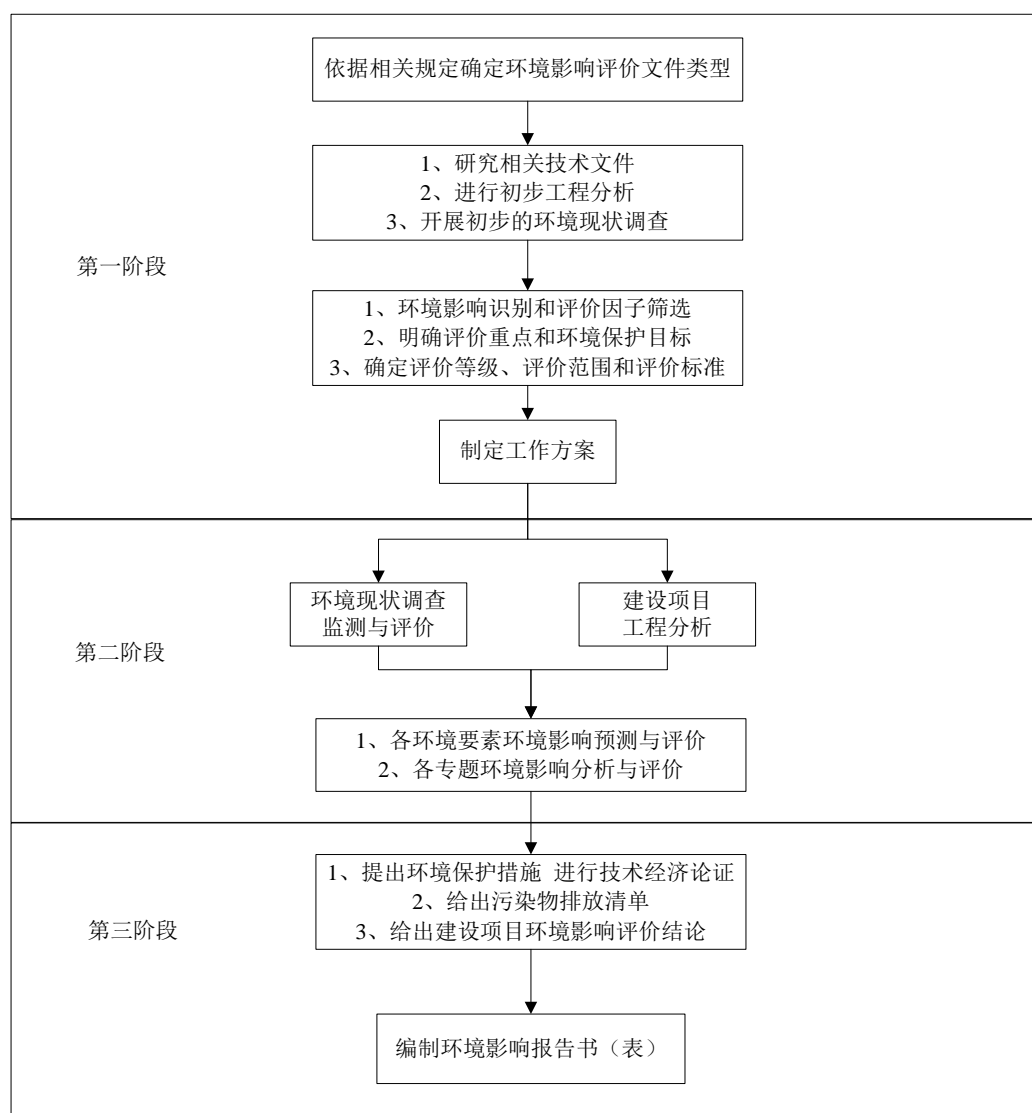 依据相关规定确定环境影响评价文件类型
1、研究相关技术文件
2、进行初步工程分析
3、开展初步的环境现状调查
第一阶段
1、环境影响识别和评价因子筛选
2、明确评价重点和环境保护目标
3、确定评价等级、评价范围和评价标准
制定工作方案
环境现状调查
监测与评价
建设项目
工程分析
第二阶段
1、各环境要素环境影响预测与评价
2、各专题环境影响分析与评价
1、提出环境保护措施 进行技术经济论证
2、给出污染物排放清单
3、给出建设项目环境影响评价结论
第三阶段
编制环境影响报告书（表）